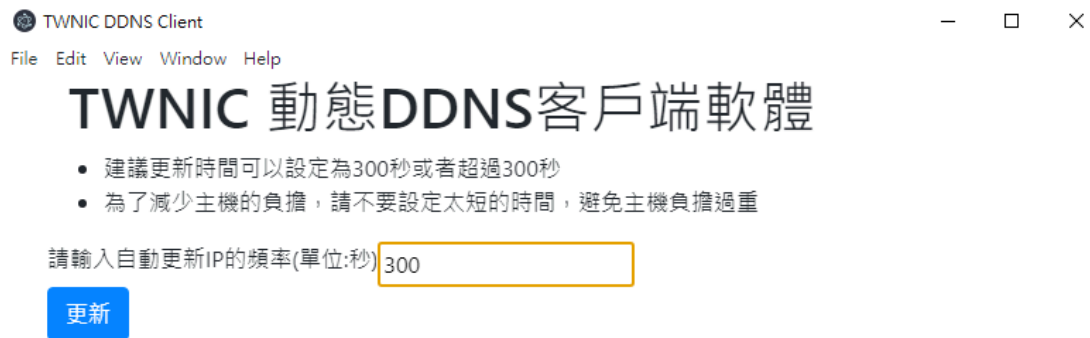 TWNIC DDNS Client
File Edit View Window Help
TWNIC 動態DDNS客戶端軟體
建議更新時間可以設定為300秒或者超過300秒
為了減少主機的負擔，請不要設定太短的時間，避免主機負擔過重
請輸入自動更新IP的頻率(單位:秒) 300
更新